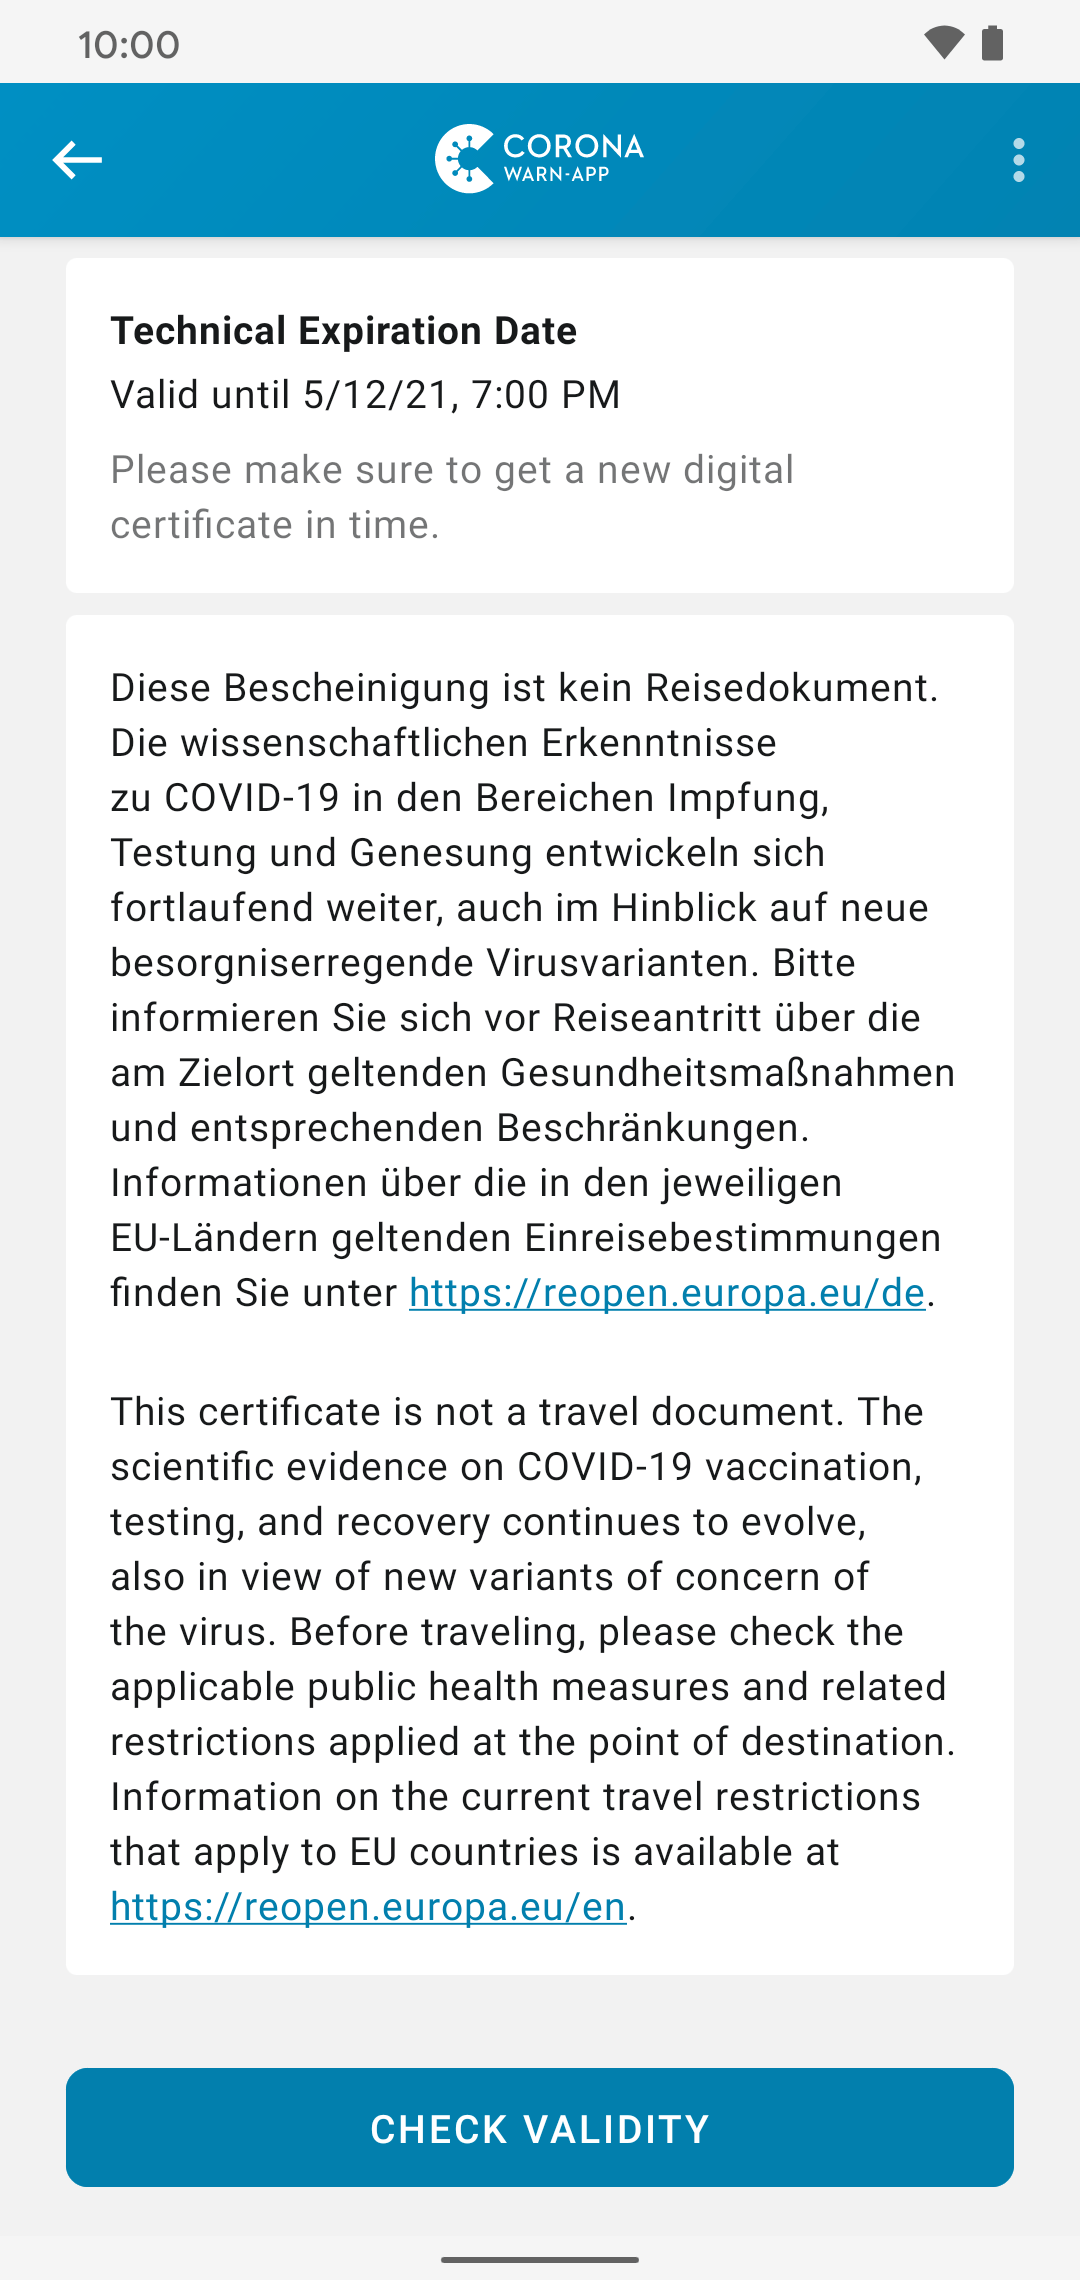 10:00
CORONA
WARN-APP
Technical Expiration Date
Valid until 5/12/21, 7:00 PM
Please make sure to get a new digital
certificate in time.
Diese Bescheinigung ist kein Reisedokument.
Die wissenschaftlichen Erkenntnisse
zu COVID-19 in den Bereichen Impfung,
Testung und Genesung entwickeln sich
fortlaufend weiter, auch im Hinblick auf neue
besorgniserregende Virusvarianten. Bitte
informieren Sie sich vor Reiseantritt über die
am Zielort geltenden Gesundheitsmaßnahmen
und entsprechenden Beschränkungen.
Informationen über die in den jeweiligen
EU-Ländern geltenden Einreisebestimmungen
finden Sie unter https://reopen.europa.eu/de.
This certificate is not a travel document. The
scientific evidence on COVID-19 vaccination,
testing, and recovery continues to evolve,
also in view of new variants of concern of
the virus. Before traveling, please check the
applicable public health measures and related
restrictions applied at the point of destination.
Information on the current travel restrictions
that apply to EU countries is available at
https://reopen.europa.eu/en.
CHECK VALIDITY